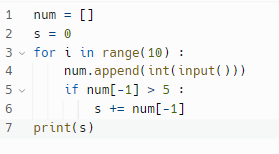 1 num = []
2 s = 0
3 for i in range(10) :
4     num.append(int(input()))
5     if num[-1] > 5 :
6         s += num[-1]
7 print(s)